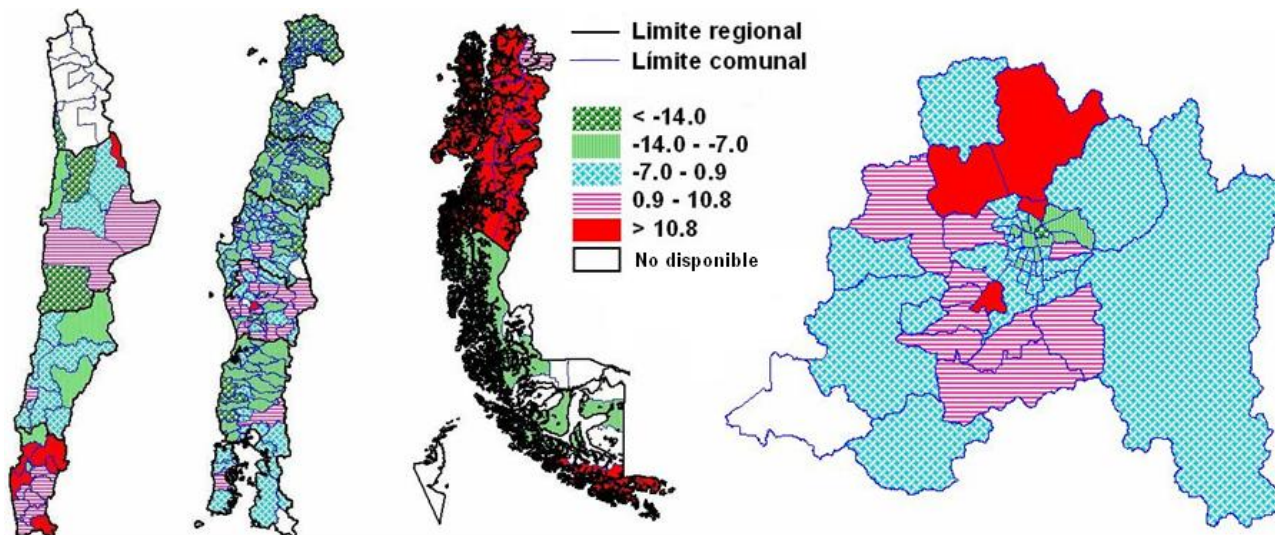 Limite regional
Límite comunal
< -14.0
-14.0 - -7.0
-7.0 - 0.9
0.9 - 10.8
> 10.8
No disponible